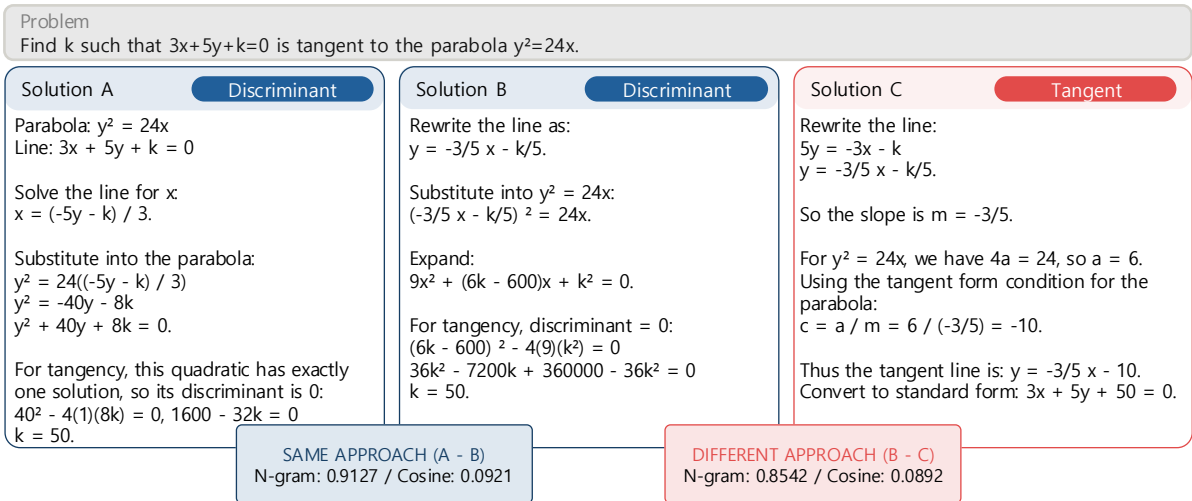 Problem
Find k such that 3x+5y+k=0 is tangent to the parabola y²=24x.
Solution A
Discriminant
Parabola: y² = 24x
Line: 3x + 5y + k = 0
Solve the line for x:
x = (-5y - k) / 3.
Substitute into the parabola:
y² = 24((-5y - k) / 3)
y² = -40y - 8k
y² + 40y + 8k = 0.
For tangency, this quadratic has exactly
one solution, so its discriminant is 0:
40² - 4(1)(8k) = 0, 1600 - 32k = 0
k = 50.
Solution B
Discriminant
Rewrite the line as:
y = -3/5 x - k/5.
Substitute into y² = 24x:
(-3/5 x - k/5) ² = 24x.
Expand:
9x² + (6k - 600)x + k² = 0.
For tangency, discriminant = 0:
(6k - 600) ² - 4(9)(k²) = 0
36k² - 7200k + 360000 - 36k² = 0
k = 50.
Solution C
Tangent
Rewrite the line:
5y = -3x - k
y = -3/5 x - k/5.
So the slope is m = -3/5.
For y² = 24x, we have 4a = 24, so a = 6.
Using the tangent form condition for the
parabola:
c = a / m = 6 / (-3/5) = -10.
Thus the tangent line is: y = -3/5 x - 10.
Convert to standard form: 3x + 5y + 50 = 0.
SAME APPROACH (A - B)
N-gram: 0.9127 / Cosine: 0.0921
DIFFERENT APPROACH (B - C)
N-gram: 0.8542 / Cosine: 0.0892